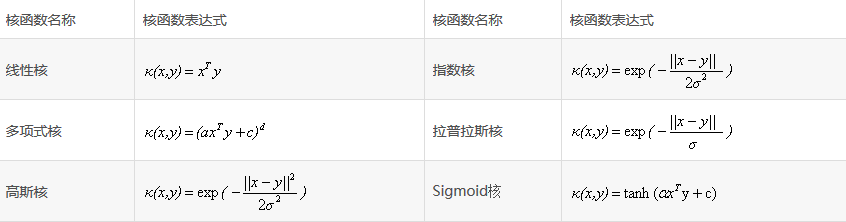 核函数名称 核函数表达式 核函数名称 核函数表达式
线性核 κ(x,y) = x^T y 指数核 κ(x,y) = exp(-||x-y||/2σ^2)
多项式核 κ(x,y) = (ax^T y+c)^d 拉普拉斯核 κ(x,y) = exp(-||x-y||/σ)
高斯核 κ(x,y) = exp(-||x-y||^2/2σ^2) Sigmoid核 κ(x,y) = tanh (ax^T y+c)